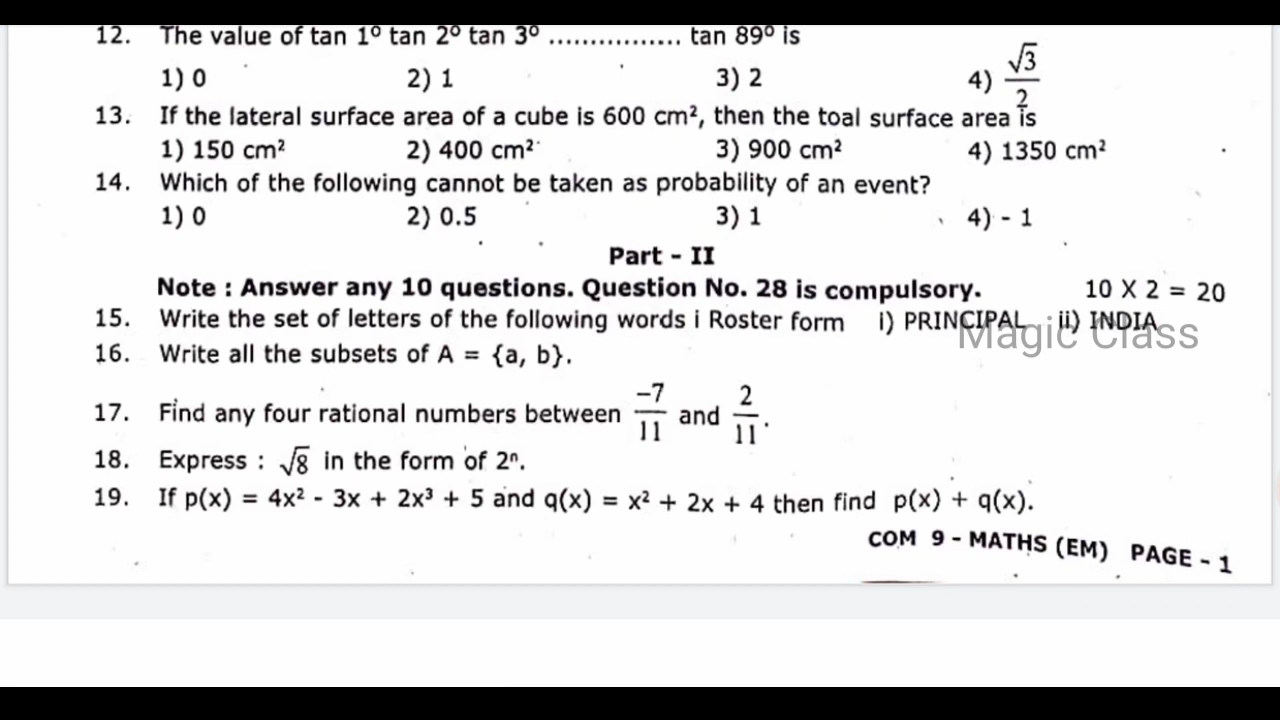 12. The value of tan 1⁰ tan 2⁰ tan 3⁰ ................ tan 89⁰ is
1) 0 2) 1 3) 2 4) √3/2
13. If the lateral surface area of a cube is 600 cm², then the toal surface area is
1) 150 cm² 2) 400 cm² 3) 900 cm² 4) 1350 cm²
14. Which of the following cannot be taken as probability of an event?
1) 0 2) 0.5 3) 1 4) - 1
Part - II
Note : Answer any 10 questions. Question No. 28 is compulsory. 10 X 2 = 20
15. Write the set of letters of the following words i Roster form i) PRINCIPAL ii) INDIA
Magic Class
16. Write all the subsets of A = {a, b}.
17. Find any four rational numbers between -7/11 and 2/11.
18. Express : √8 in the form of 2ⁿ.
19. If p(x) = 4x² - 3x + 2x³ + 5 and q(x) = x² + 2x + 4 then find p(x) + q(x).
COM 9 - MATHS (EM) PAGE - 1